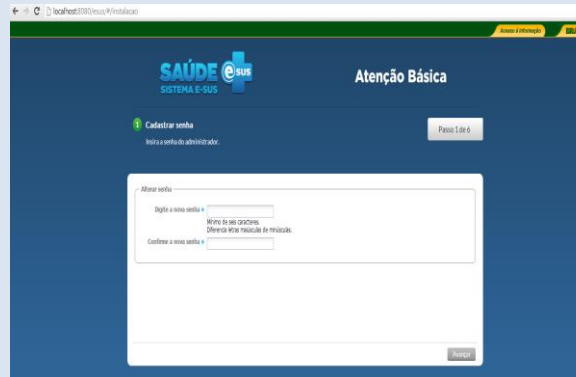 localhost:8080/esus/#/instalacao
Acesso à Informação
SAÚDE e SUS
SISTEMA E-SUS
Atenção Básica
1 Cadastrar senha
Insira a senha do administrador.
Passo 1 de 6
Alterar senha
Digite a nova senha
Mínimo de seis caracteres.
Diferencia letras maiúsculas de minúsculas.
Confirme a nova senha
Avançar